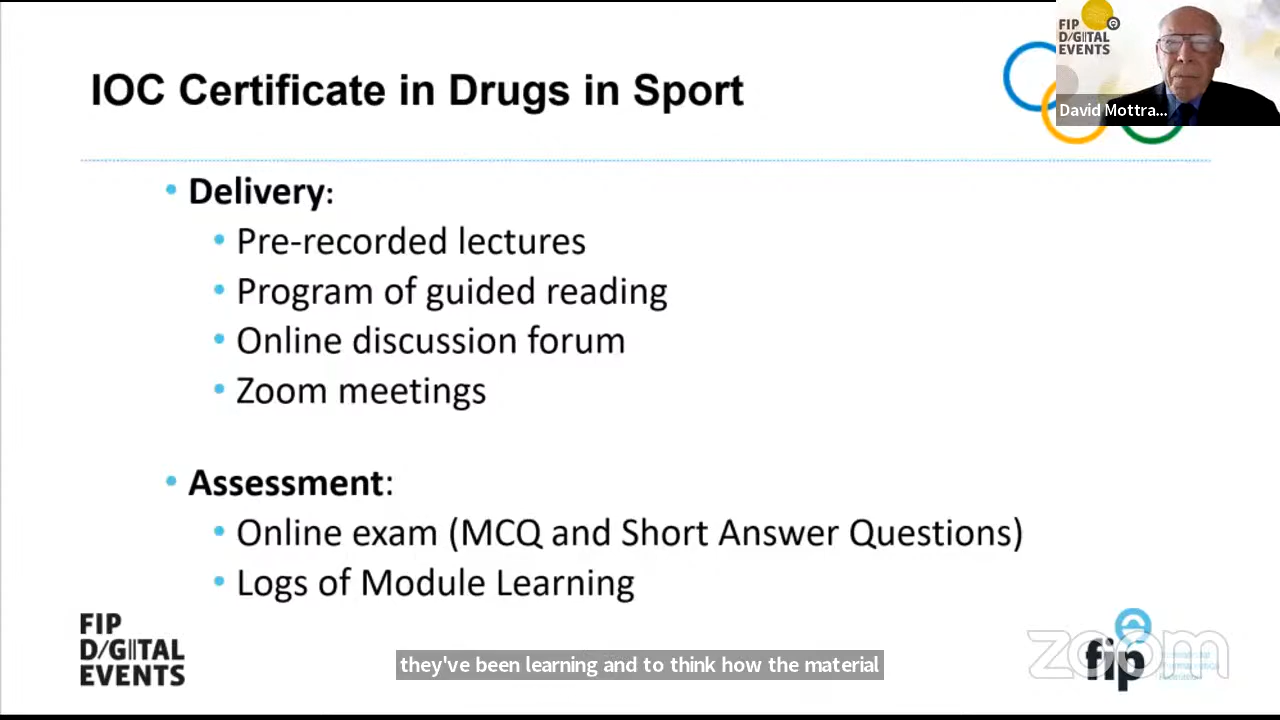 IOC Certificate in Drugs in Sport
FIP
D/GITAL
EVENTS
David Mottra...
• Delivery:
• Pre-recorded lectures
• Program of guided reading
• Online discussion forum
• Zoom meetings
• Assessment:
• Online exam (MCQ and Short Answer Questions)
• Logs of Module Learning
FIP
D/GITAL
EVENTS
they've been learning and to think how the material
zoom
fip